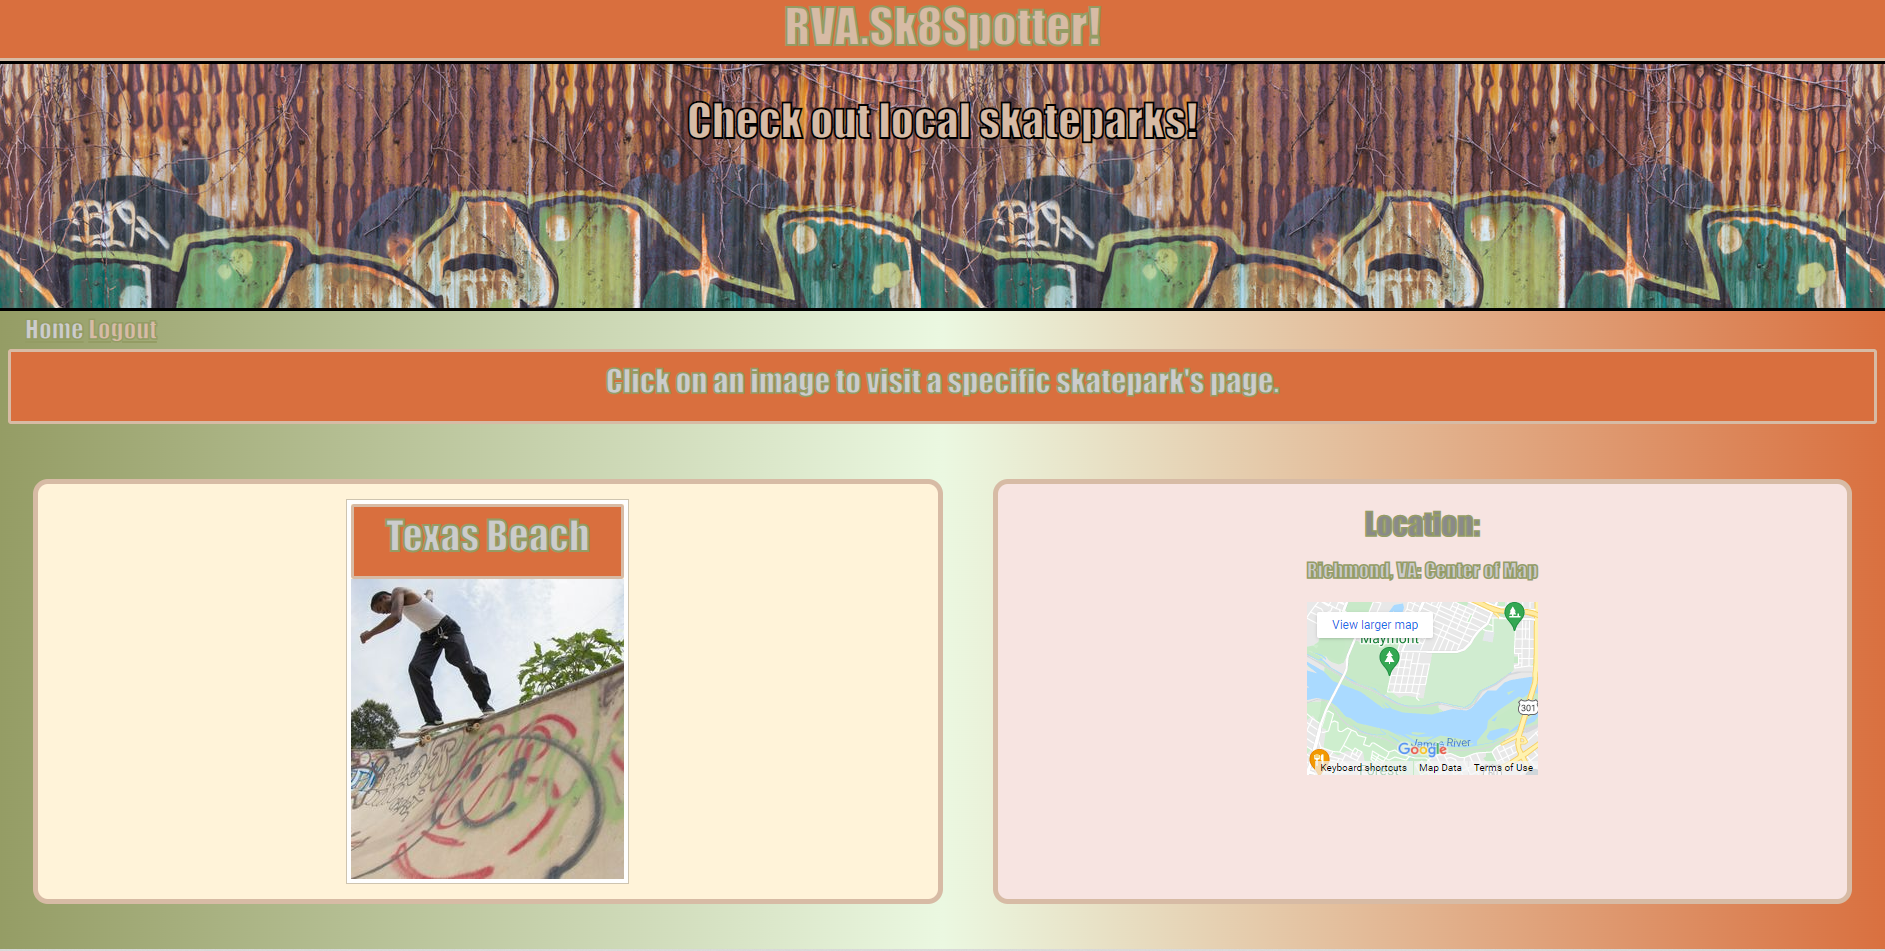 RVA.Sk8Spotter!
Check out local skateparks!
Home Logout
Click on an image to visit a specific skatepark's page.
Texas Beach
Location:
Richmond, VA: Center of Map
View larger map
Maymont
301
James River
Google
Keyboard shortcuts Map Data Terms of Use